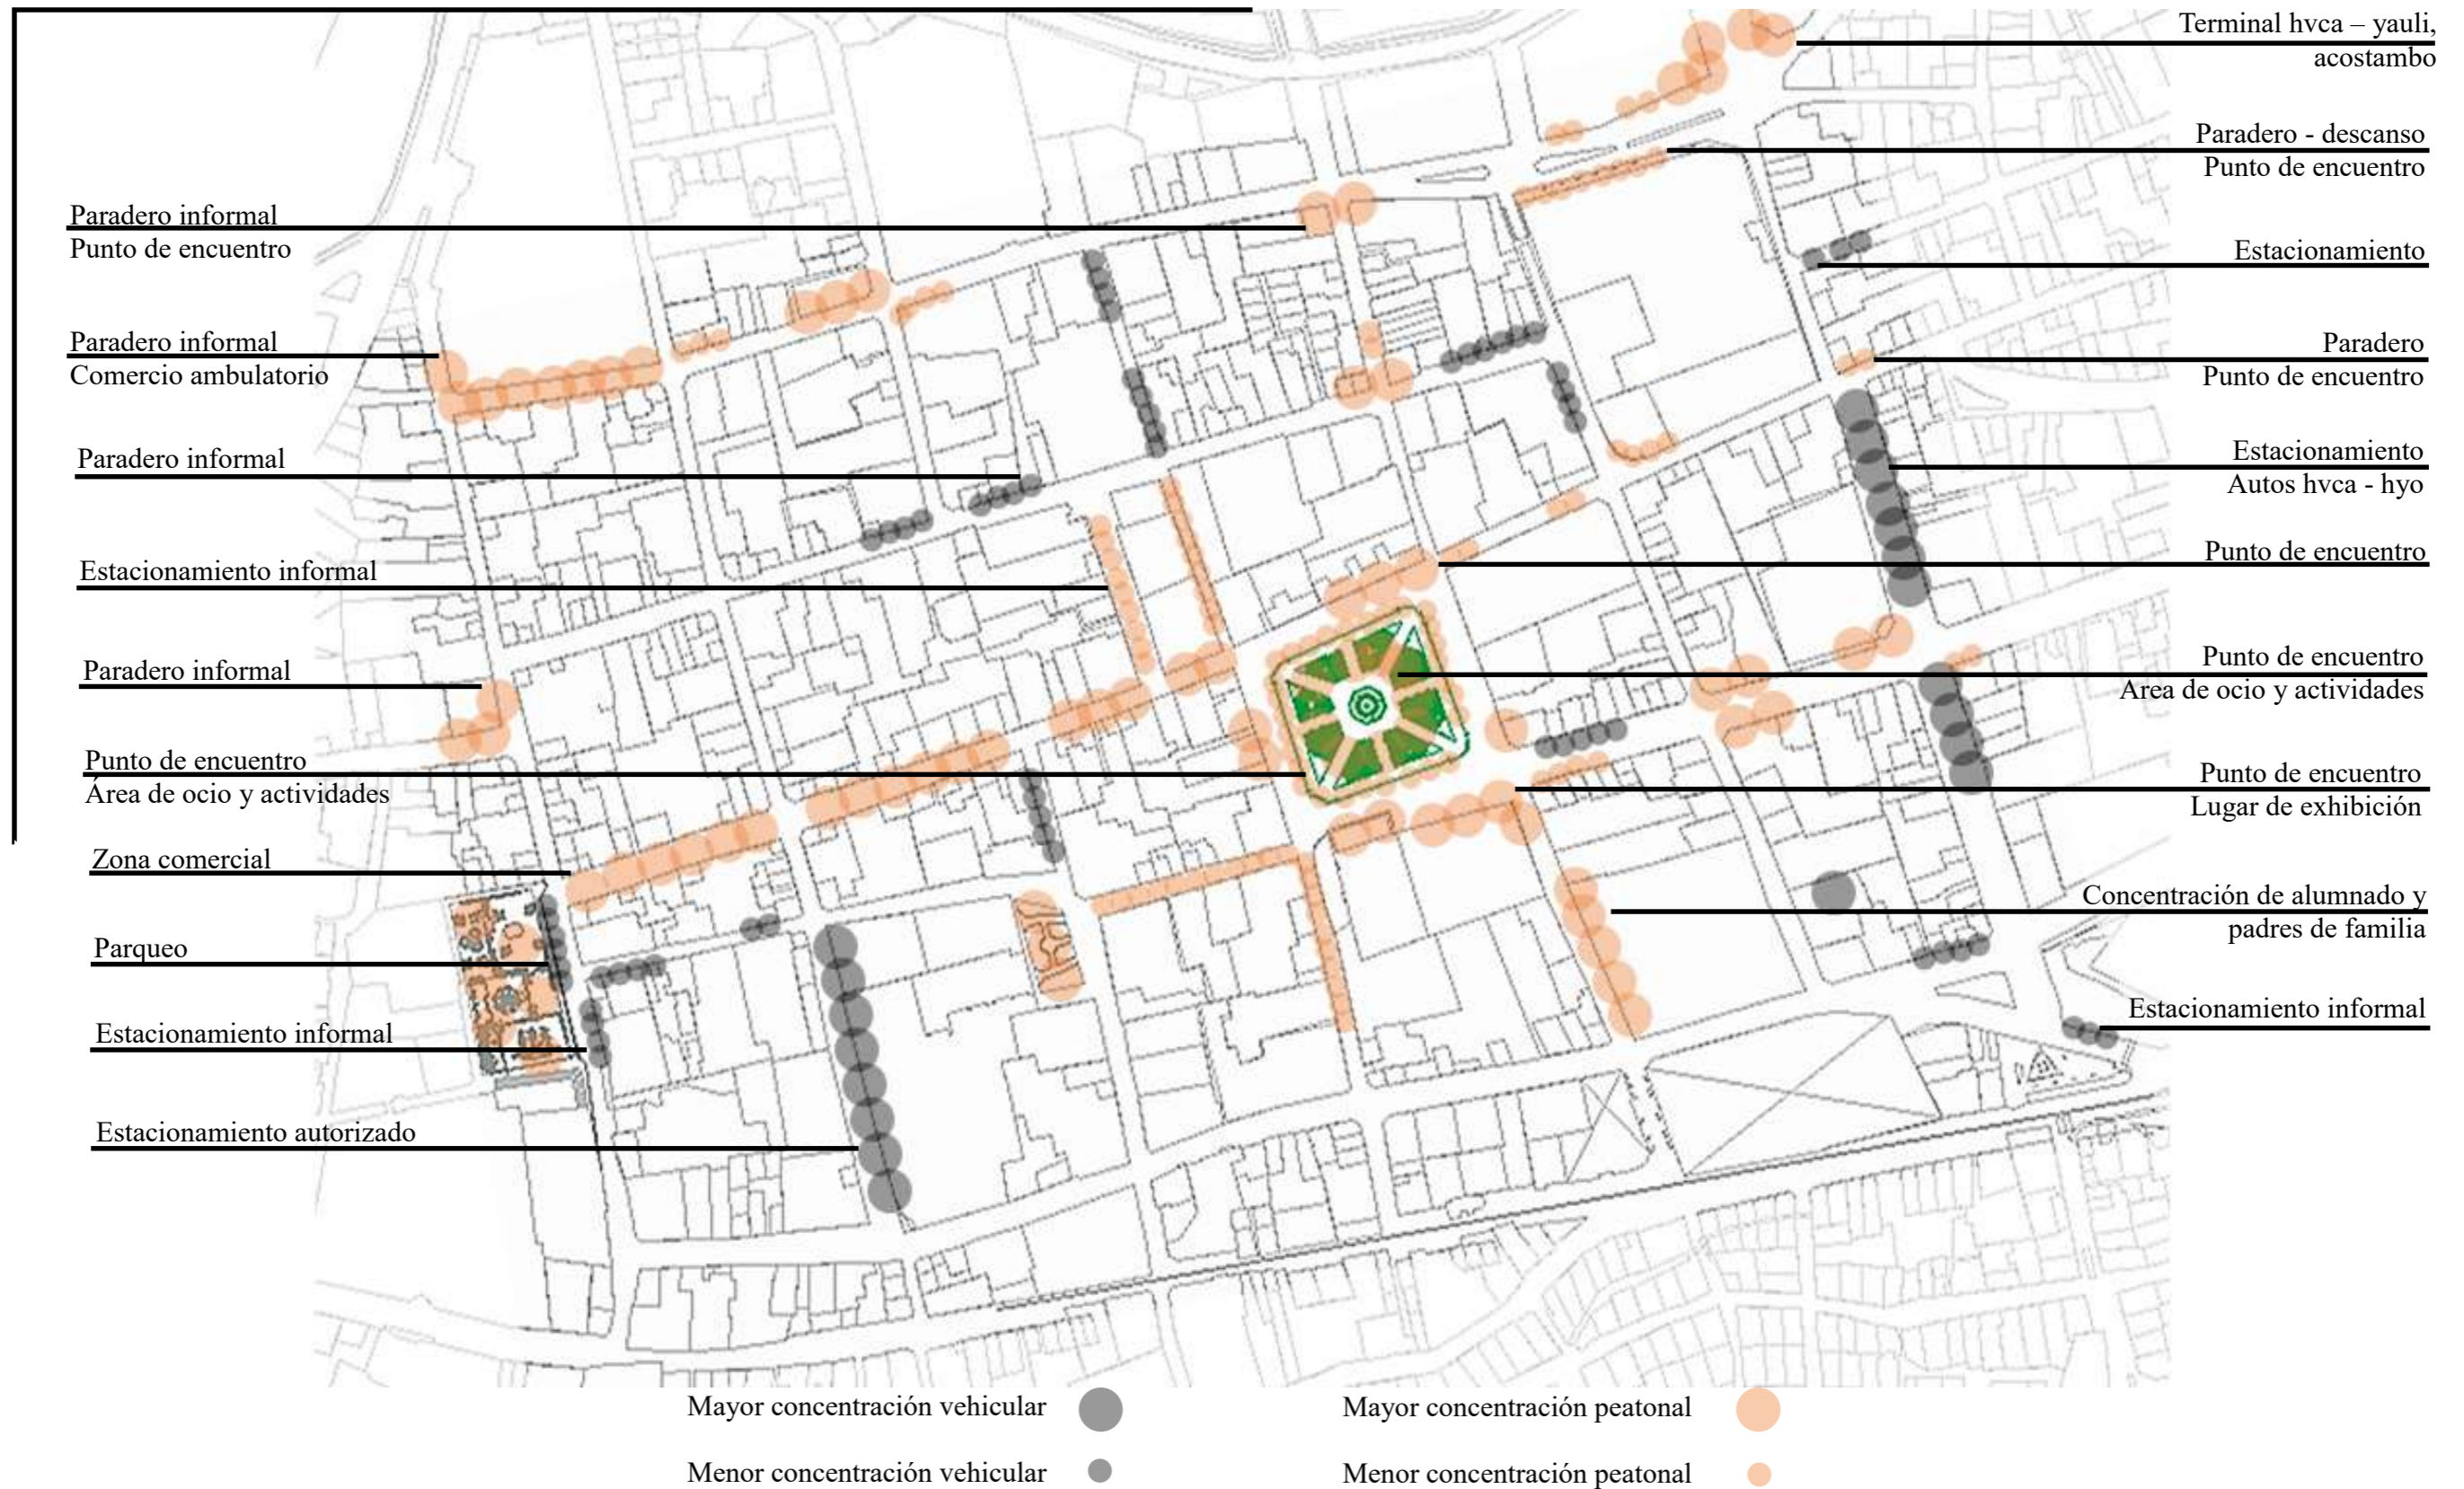 Terminal hvca – yauli,
acostambo
Paradero - descanso
Punto de encuentro
Paradero informal
Punto de encuentro
Estacionamiento
Paradero informal
Comercio ambulatorio
Paradero
Punto de encuentro
Paradero informal
Estacionamiento
Autos hvca - hyo
Estacionamiento informal
Punto de encuentro
Paradero informal
Punto de encuentro
Area de ocio y actividades
Punto de encuentro
Área de ocio y actividades
Punto de encuentro
Lugar de exhibición
Zona comercial
Concentración de alumnado y
padres de familia
Parqueo
Estacionamiento informal
Estacionamiento informal
Estacionamiento autorizado
Mayor concentración vehicular
Mayor concentración peatonal
Menor concentración vehicular
Menor concentración peatonal